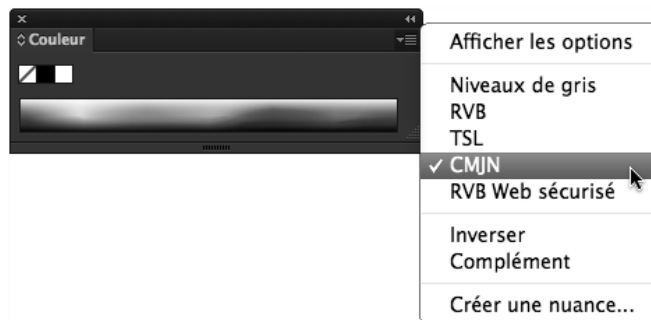 Couleur
Afficher les options
Niveaux de gris
RVB
TSL
CMJN
RVB Web sécurisé
Inverser
Complément
Créer une nuance...